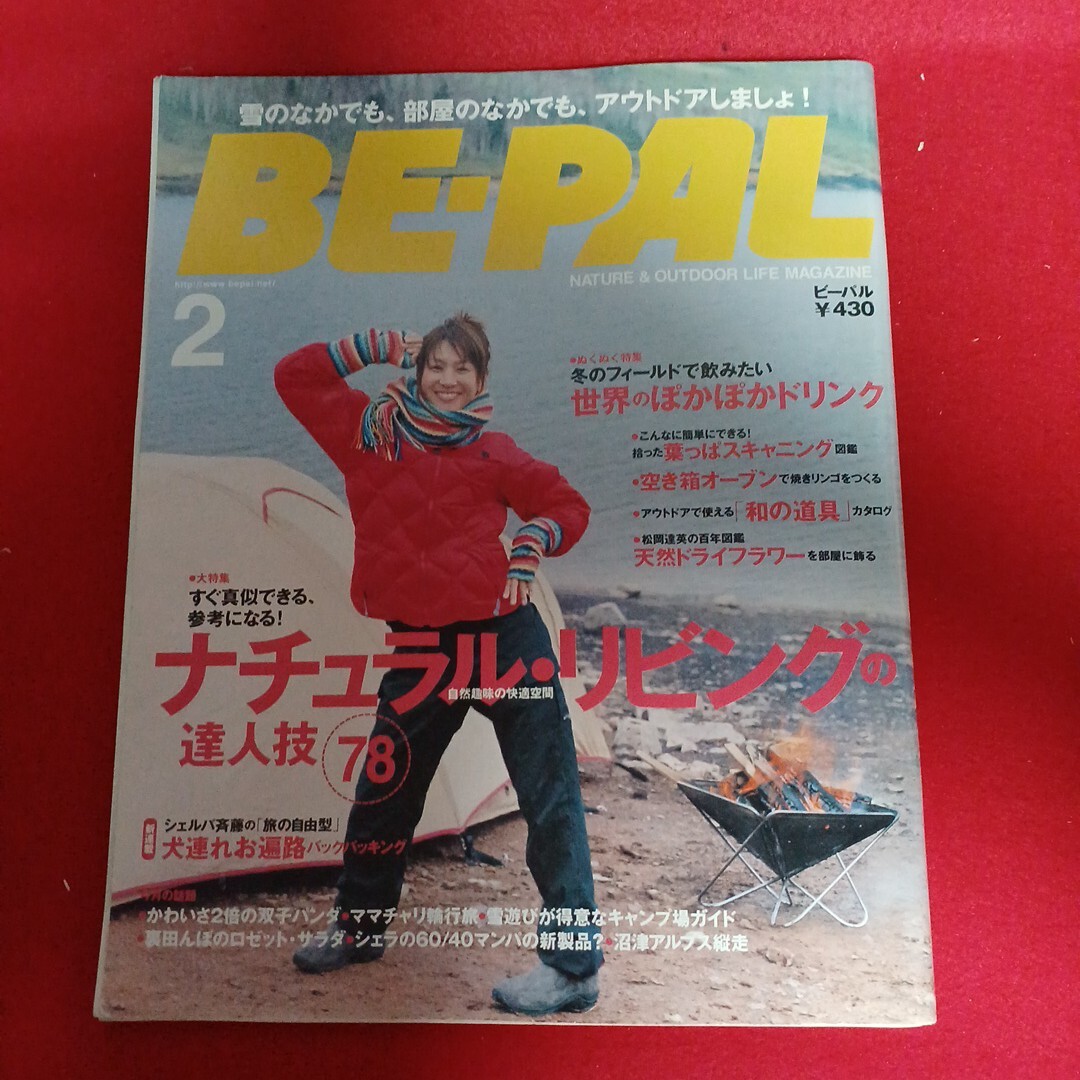 雪のなかでも、部屋のなかでも、アウトドアしましょ!
BE-PAL
NATURE & OUTDOOR LIFE MAGAZINE
http://www.bepal.net/
ビーパル
¥430
2
●ぬくぬく特集
冬のフィールドで飲みたい
世界のぽかぽかドリンク
●こんなに簡単にできる!
拾った葉っぱスキャニング図鑑
●空き箱オーブンで焼きリンゴをつくる
●アウトドアで使える「和の道具」カタログ
●松岡達英の百年図鑑
天然ドライフラワーを部屋に飾る
●大特集
すぐ真似できる、
参考になる!
ナチュラル・リビングの
自然趣味の快適空間
達人技 78
新連載
シェルパ斉藤の「旅の自由型」
犬連れお遍路バックパッキング
今月の話題
●かわいさ2倍の双子パンダ●ママチャリ輪行旅●雪遊びが得意なキャンプ場ガイド
●裏田んぼのロゼット・サラダ●シェラの60/40マンパの新製品?●沼津アルプス縦走